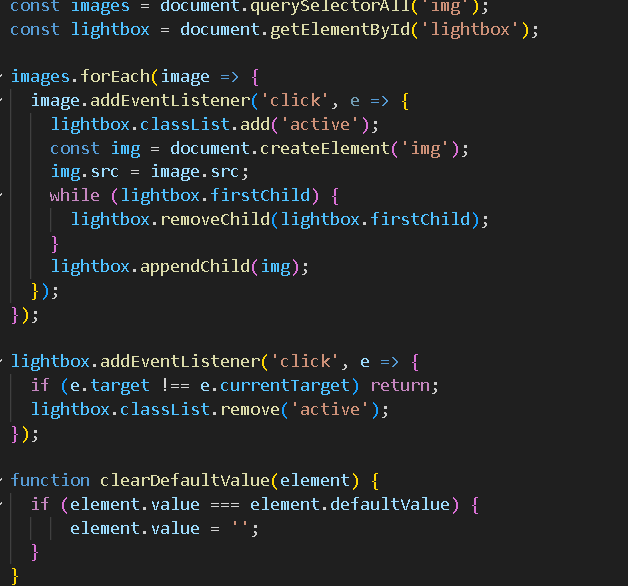 const images = document.querySelectorAll('img');
const lightbox = document.getElementById('lightbox');
images.forEach(image => {
image.addEventListener('click', e => {
lightbox.classList.add('active');
const img = document.createElement('img');
img.src = image.src;
while (lightbox.firstChild) {
lightbox.removeChild(lightbox.firstChild);
}
lightbox.appendChild(img);
});
});
lightbox.addEventListener('click', e => {
if (e.target !== e.currentTarget) return;
lightbox.classList.remove('active');
});
function clearDefaultValue(element) {
if (element.value === element.defaultValue) {
element.value = '';
}
}